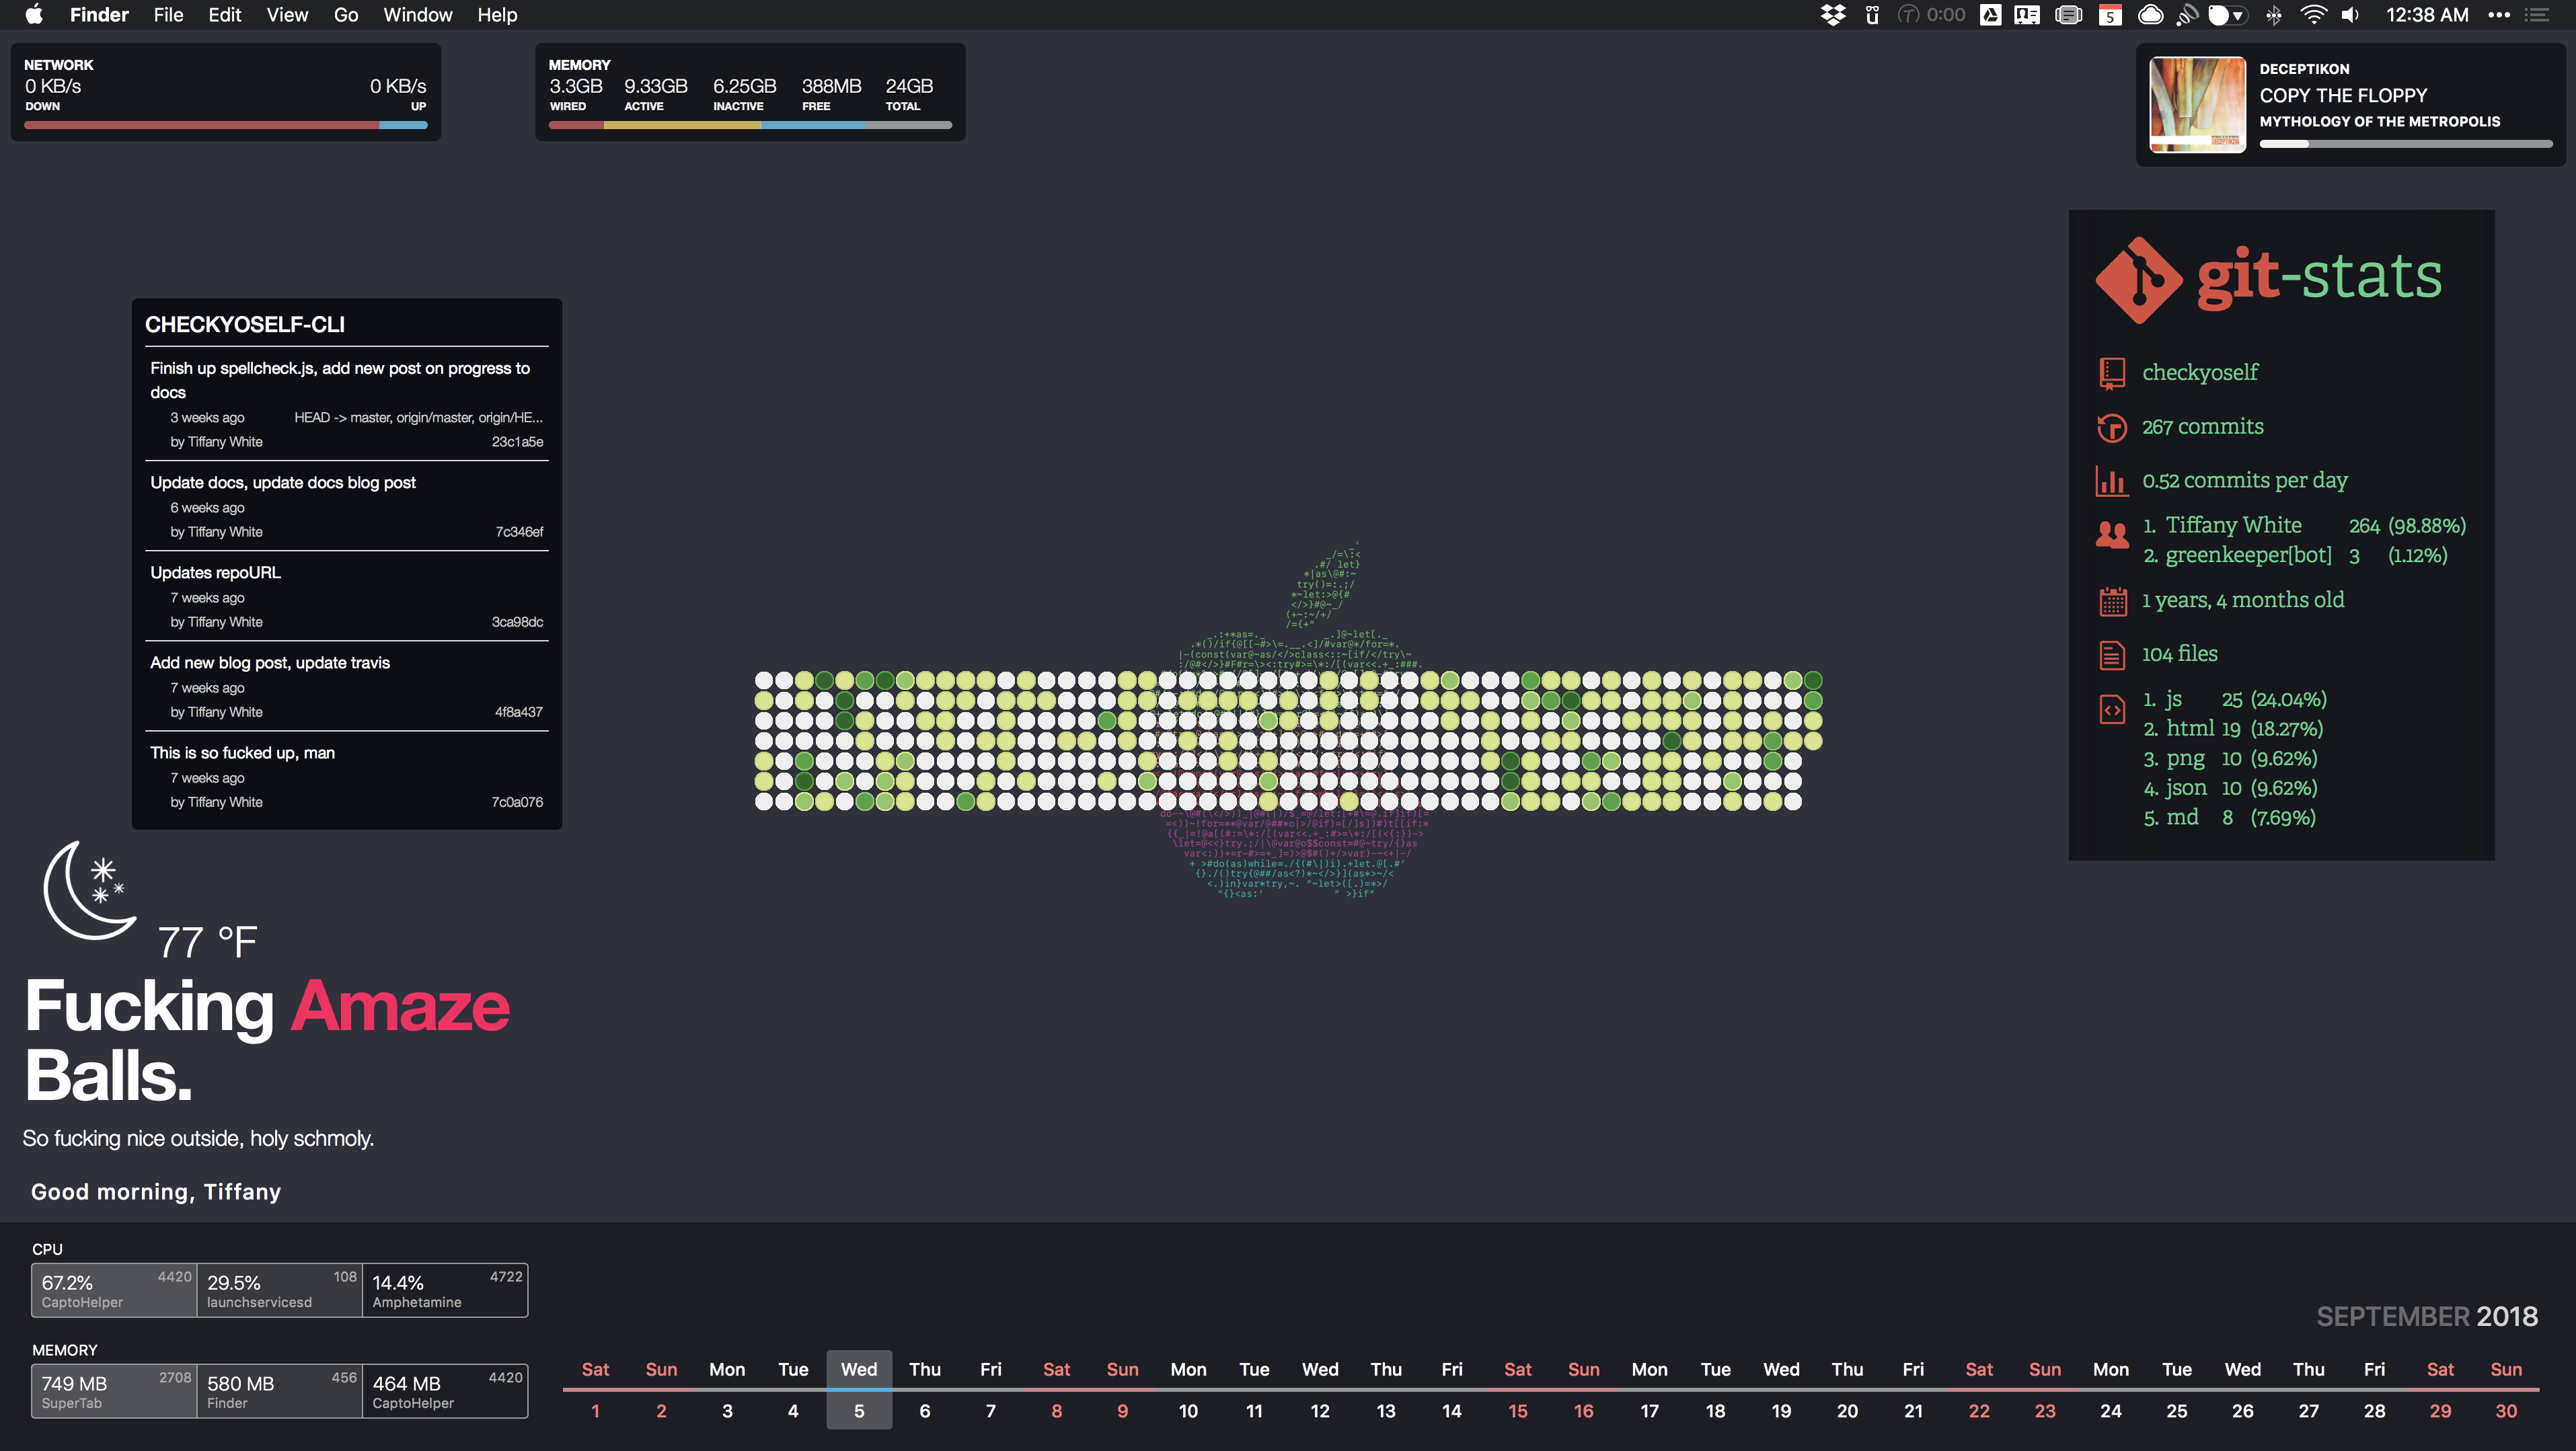 Finder File Edit View Go Window Help
0:00 5 12:38 AM
NETWORK
0 KB/s 0 KB/s
DOWN UP
MEMORY
3.3GB 9.33GB 6.25GB 388MB 24GB
WIRED ACTIVE INACTIVE FREE TOTAL
DECEPTIKON
COPY THE FLOPPY
MYTHOLOGY OF THE METROPOLIS
CHECKYOSELF-CLI
Finish up spellcheck.js, add new post on progress to
docs
3 weeks ago HEAD -> master, origin/master, origin/HE...
by Tiffany White 23c1a5e
Update docs, update docs blog post
6 weeks ago
by Tiffany White 7c346ef
Updates repoURL
7 weeks ago
by Tiffany White 3ca98dc
Add new blog post, update travis
7 weeks ago
by Tiffany White 4f8a437
This is so fucked up, man
7 weeks ago
by Tiffany White 7c0a076
git-stats
checkyoself
267 commits
0.52 commits per day
1. Tiffany White 264 (98.88%)
2. greenkeeper[bot] 3 (1.12%)
1 years, 4 months old
104 files
1. js 25 (24.04%)
2. html 19 (18.27%)
3. png 10 (9.62%)
4. json 10 (9.62%)
5. md 8 (7.69%)
77 °F
Fucking Amaze
Balls.
So fucking nice outside, holy schmoly.
Good morning, Tiffany
CPU
67.2% 4420 29.5% 108 14.4% 4722
CaptoHelper launchservicesd Amphetamine
MEMORY
749 MB 2708 580 MB 456 464 MB 4420
SuperTab Finder CaptoHelper
SEPTEMBER 2018
Sat Sun Mon Tue Wed Thu Fri Sat Sun Mon Tue Wed Thu Fri Sat Sun Mon Tue Wed Thu Fri Sat Sun Mon Tue Wed Thu Fri Sat Sun
1 2 3 4 5 6 7 8 9 10 11 12 13 14 15 16 17 18 19 20 21 22 23 24 25 26 27 28 29 30